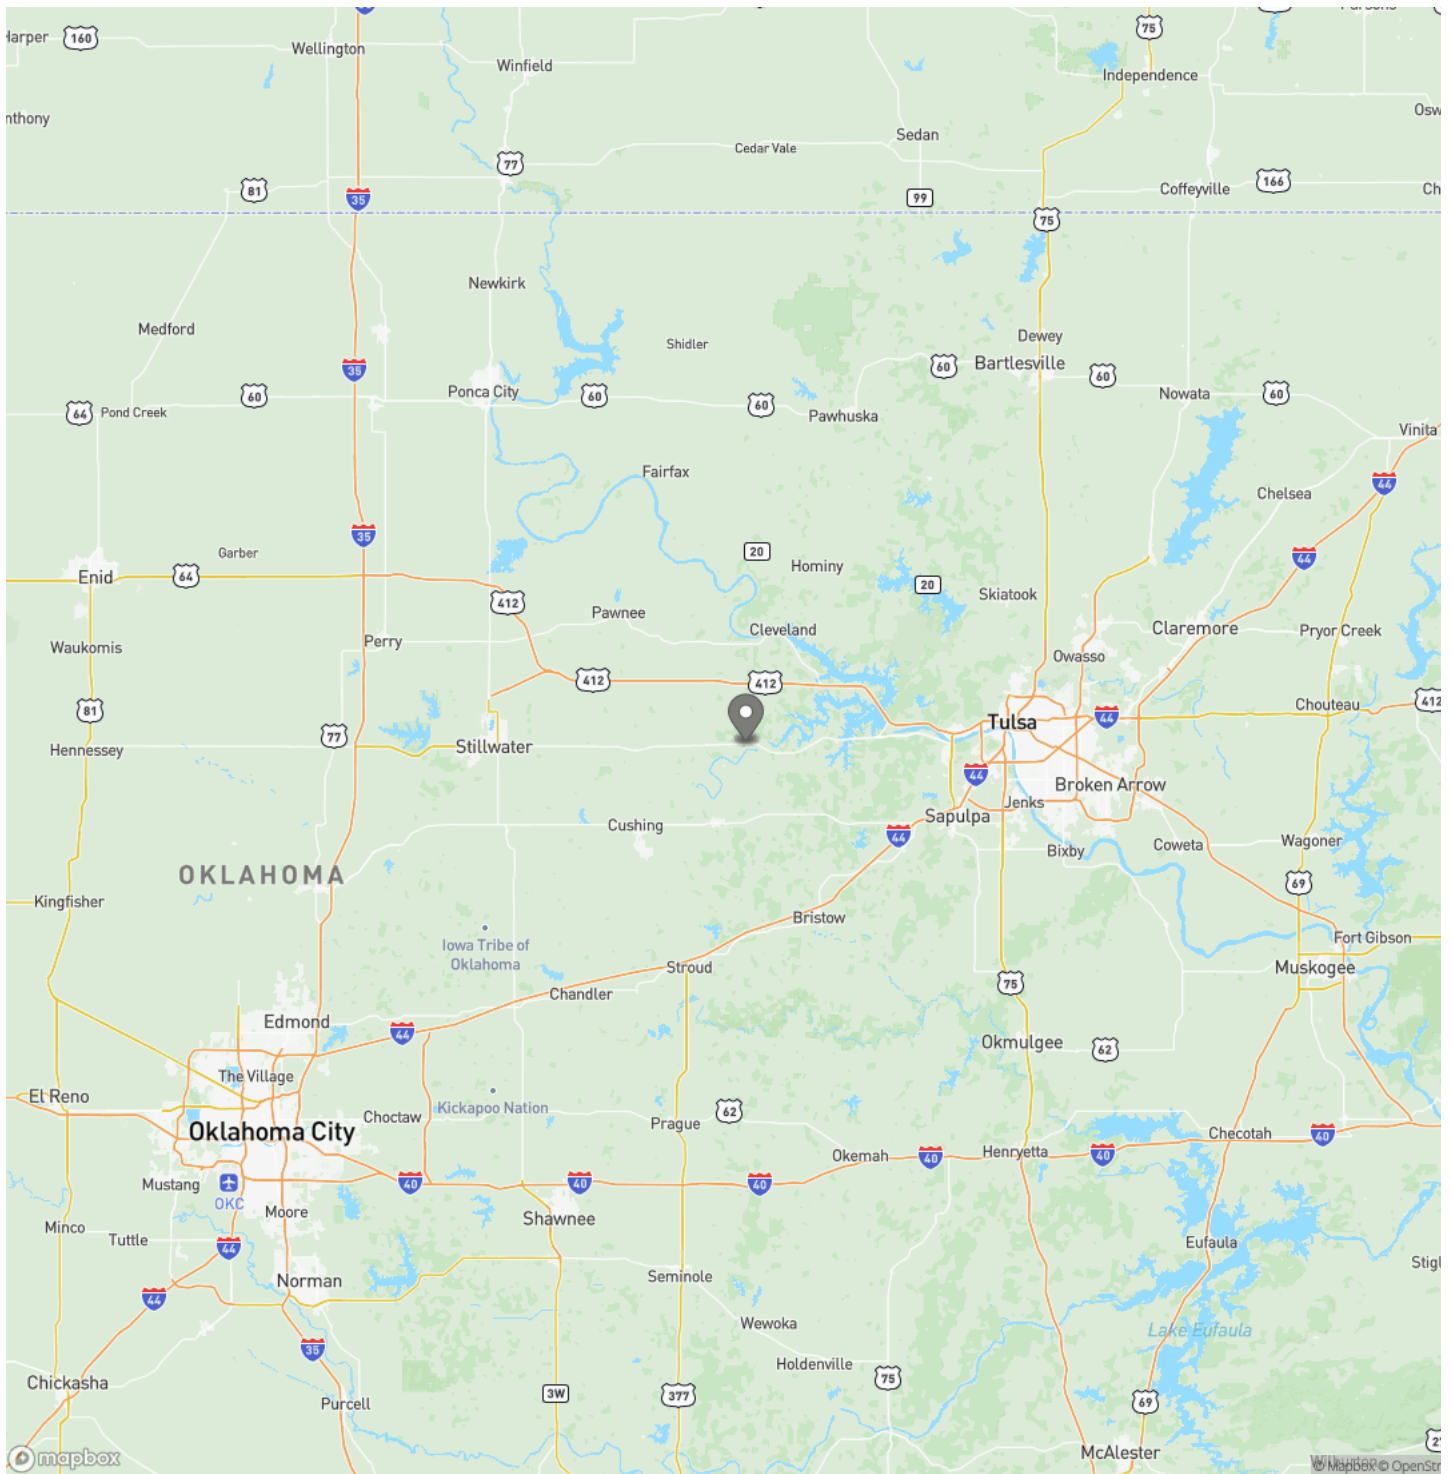 Harper
160
Wellington
Winfield
75
Independence
nthony
Sedan
Osw
Cedar Vale
77
81
35
99
Coffeyville
166
Ch
75
Newkirk
Medford
Shidler
Dewey
Bartlesville
35
60
60
64
Pond Creek
60
Ponca City
60
60
Pawhuska
Nowata
60
Vinita
Fairfax
44
Chelsea
35
Garber
20
Hominy
44
Enid
64
20
Skiatook
412
Pawnee
Cleveland
Claremore
Pryor Creek
Waukomis
Perry
Owasso
412
412
Chouteau
412
81
77
Tulsa
44
Hennessey
Stillwater
44
Broken Arrow
Jenks
Sapulpa
Cushing
44
Bixby
Coweta
Wagoner
OKLAHOMA
69
Kingfisher
Bristow
Iowa Tribe of
Oklahoma
Fort Gibson
Stroud
Muskogee
Chandler
75
Edmond
44
Okmulgee
62
The Village
El Reno
Choctaw
Kickapoo Nation
62
Prague
Oklahoma City
Checotah
40
Okemah
40
Henryetta
40
Mustang
OKC
40
40
40
Moore
Shawnee
Minco
Tuttle
44
Eufaula
Stigl
Norman
Seminole
44
Wewoka
Lake Eufaula
35
Holdenville
75
Chickasha
3W
377
69
Purcell
McAlester
2
mapbox
Wilburton
© Mapbox © OpenStr